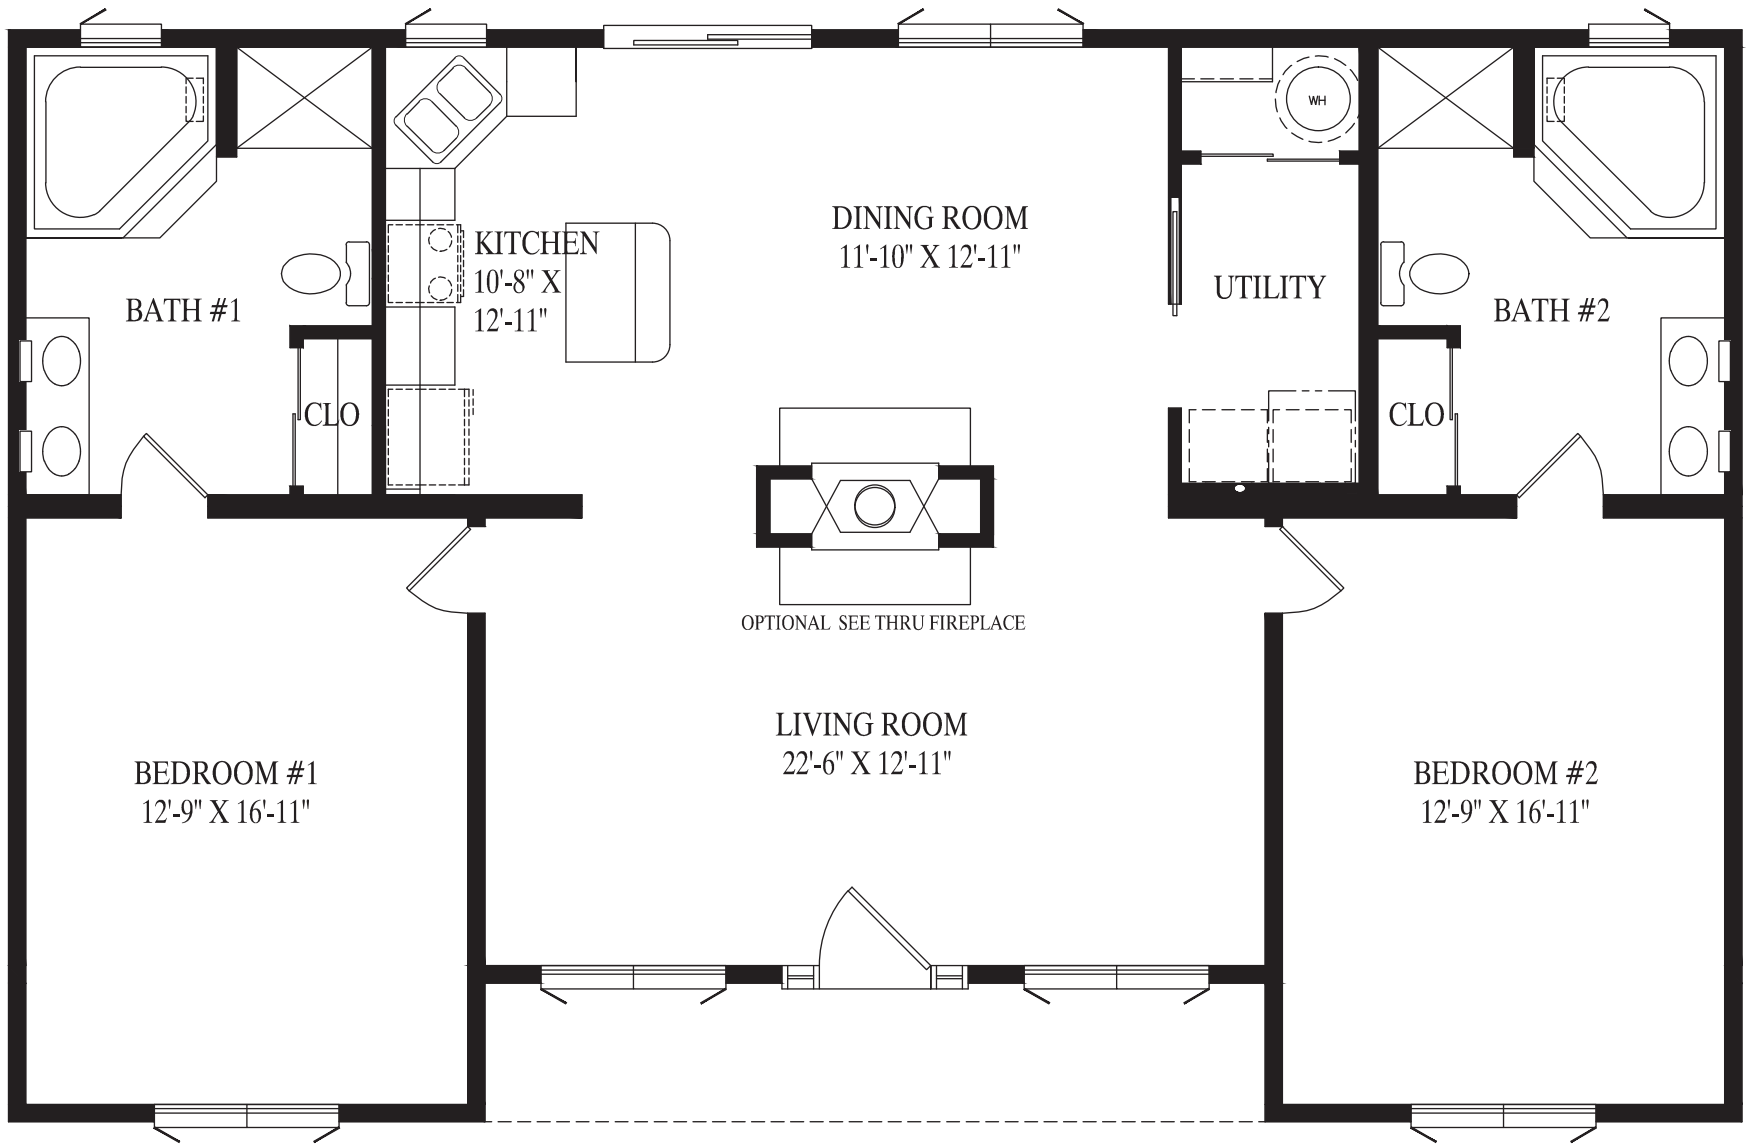 WH
DINING ROOM
11'-10" X 12'-11"
KITCHEN
10'-8" X
12'-11"
UTILITY
BATH #1
BATH #2
CLO
CLO
OPTIONAL SEE THRU FIREPLACE
LIVING ROOM
22'-6" X 12'-11"
BEDROOM #1
12'-9" X 16'-11"
BEDROOM #2
12'-9" X 16'-11"